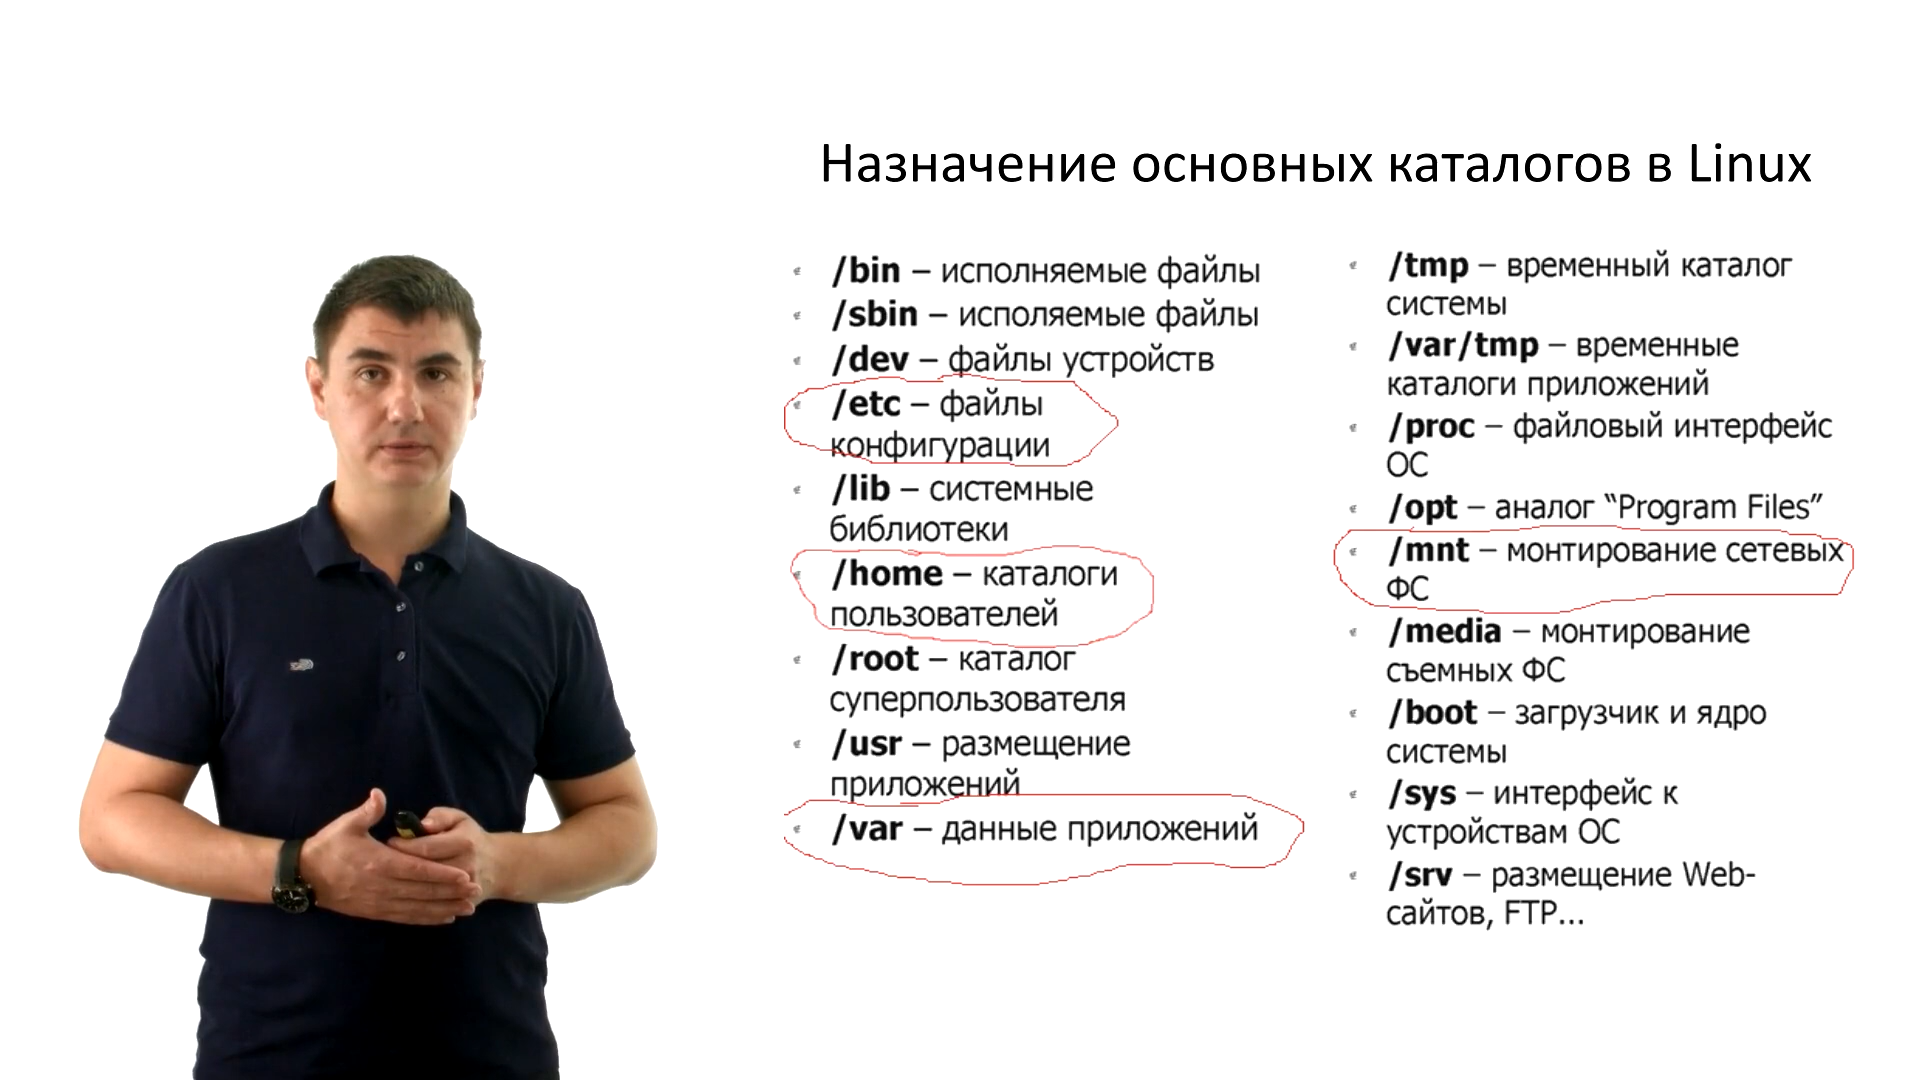 Назначение основных каталогов в Linux
/bin – исполняемые файлы
/sbin – исполяемые файлы
/dev – файлы устройств
/etc – файлы
конфигурации
/lib – системные
библиотеки
/home – каталоги
пользователей
/root – каталог
суперпользователя
/usr – размещение
приложений
/var – данные приложений
/tmp – временный каталог
системы
/var/tmp – временные
каталоги приложений
/proc – файловый интерфейс
ОС
/opt – аналог “Program Files”
/mnt – монтирование сетевых
ФС
/media – монтирование
съемных ФС
/boot – загрузчик и ядро
системы
/sys – интерфейс к
устройствам ОС
/srv – размещение Web-
сайтов, FTP...